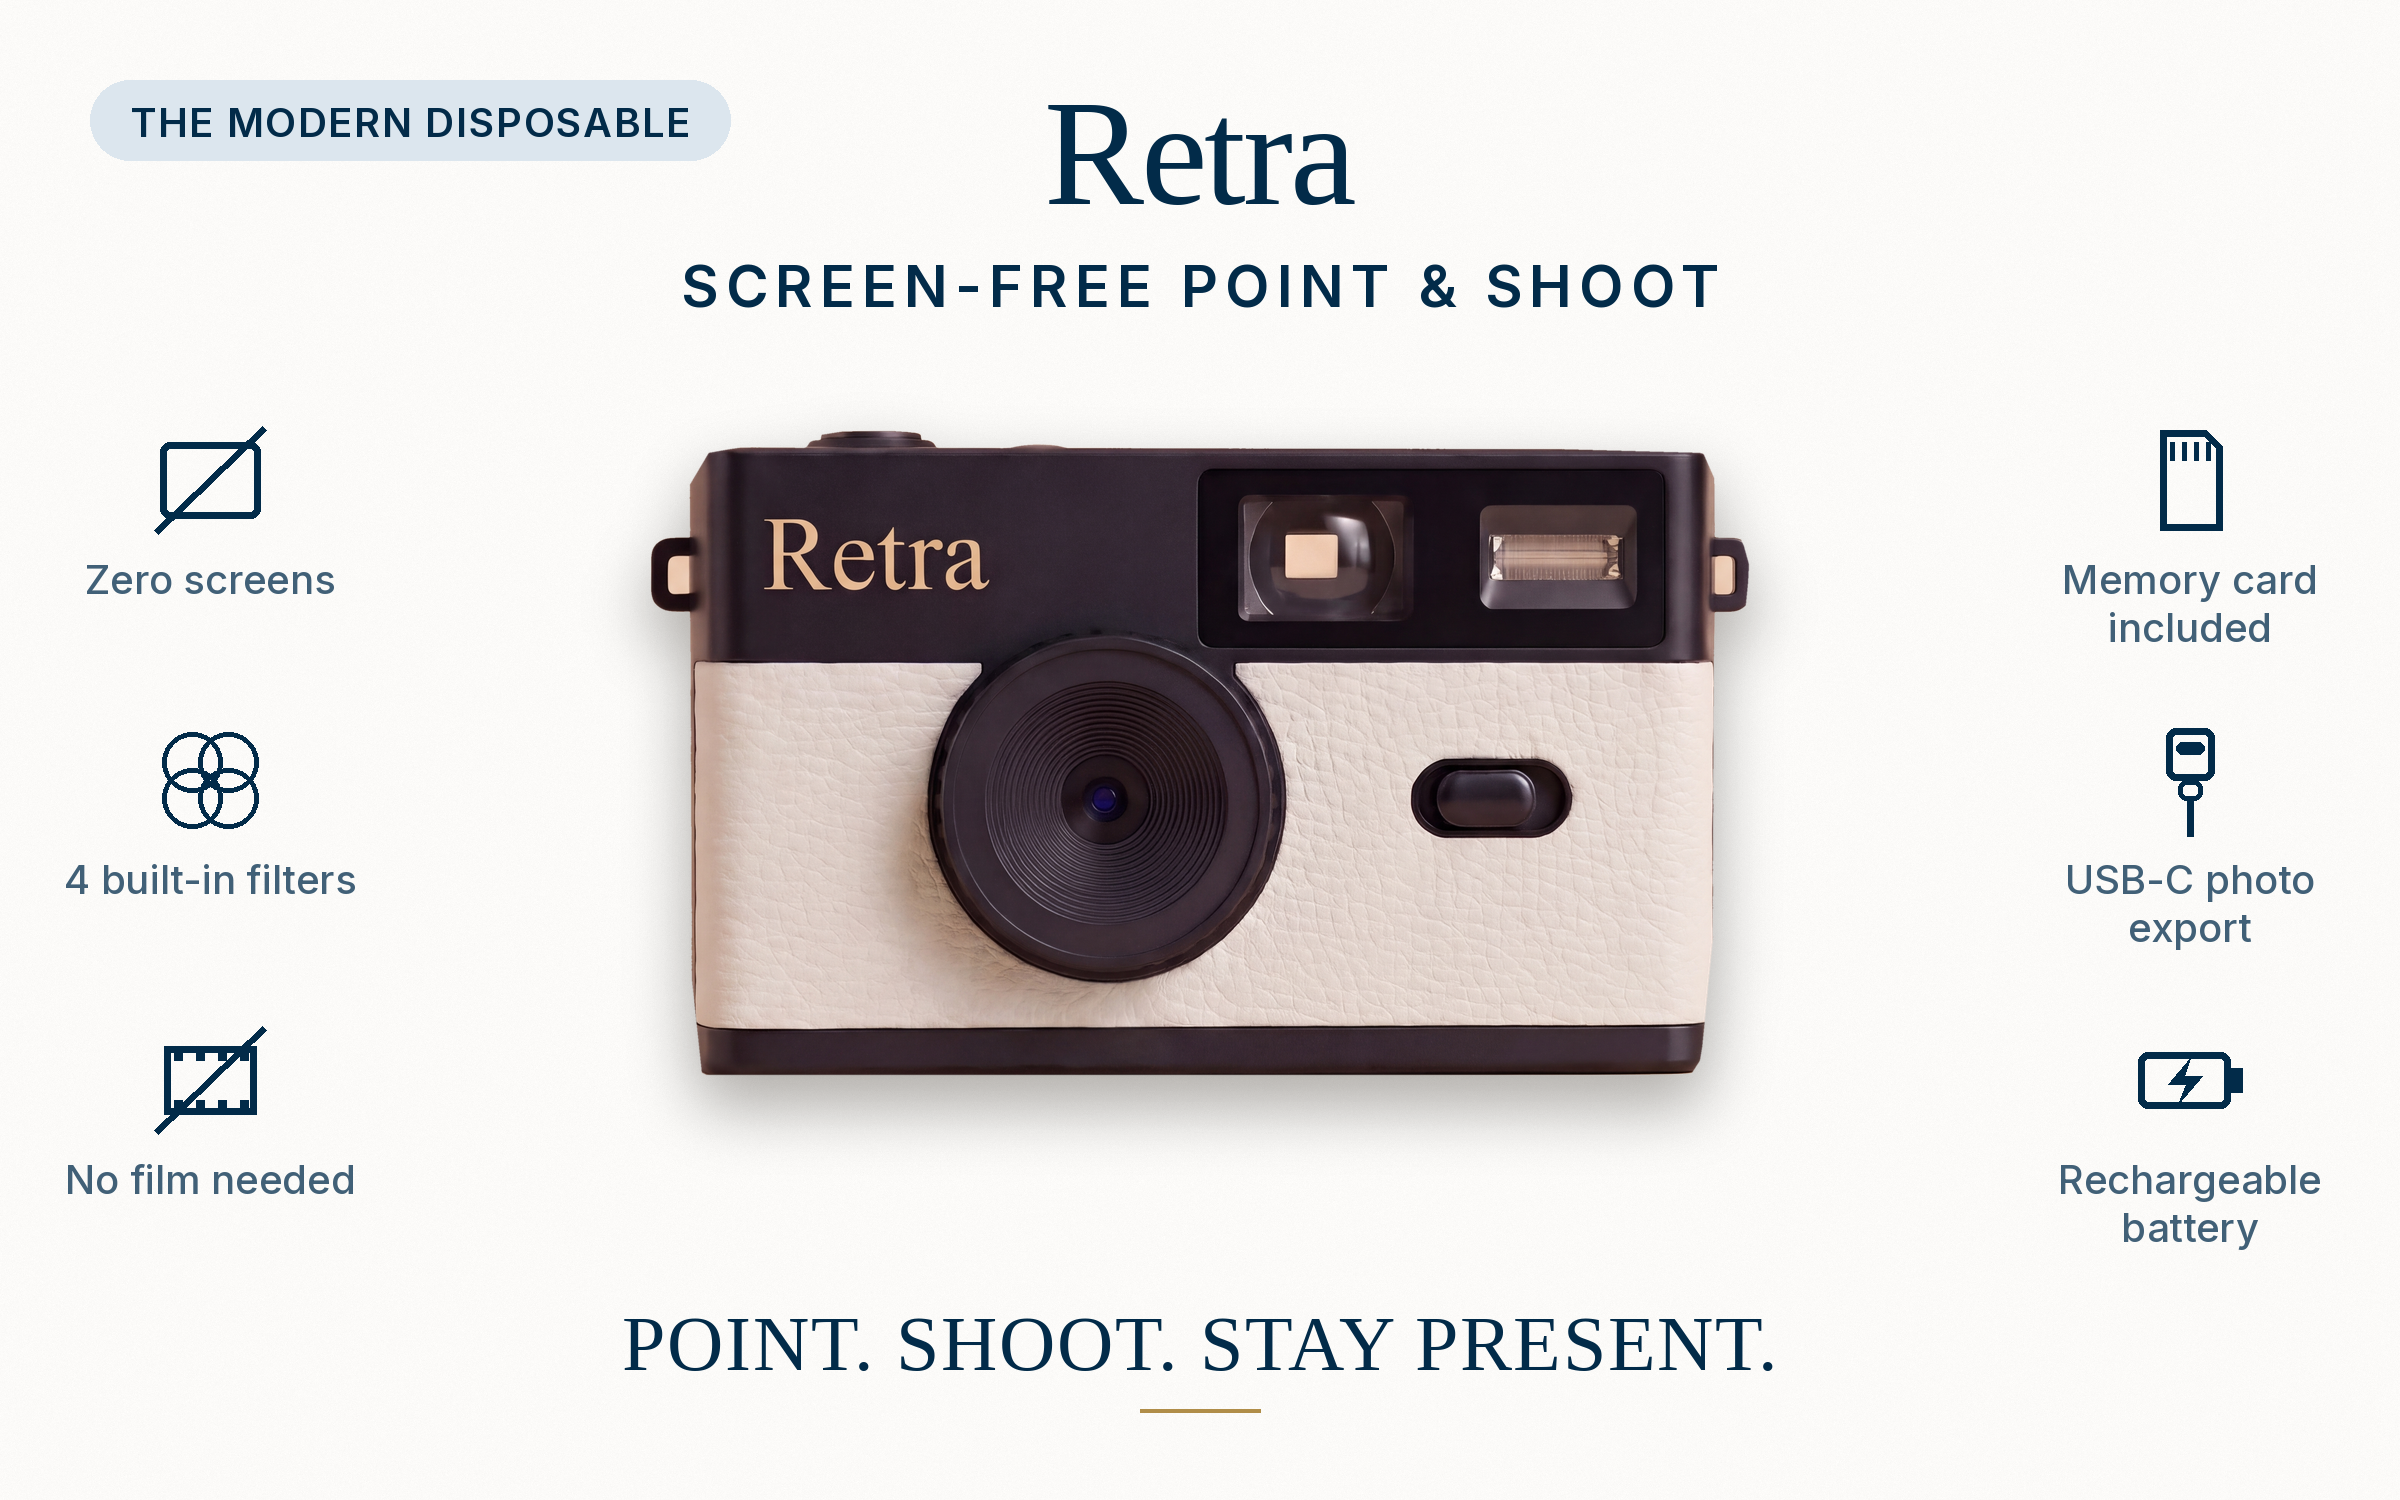 THE MODERN DISPOSABLE
Retra
SCREEN-FREE POINT & SHOOT
Retra
Zero screens
4 built-in filters
No film needed
Memory card
included
USB-C photo
export
Rechargeable
battery
POINT. SHOOT. STAY PRESENT.